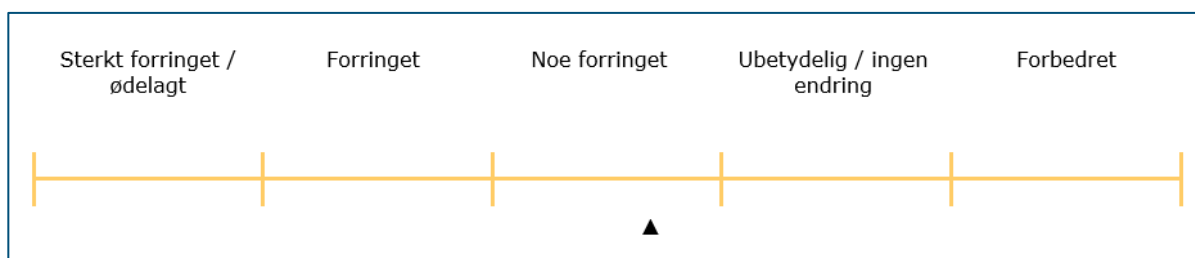 Sterkt forringet /
ødelagt
Forringet
Noe forringet
Ubetydelig / ingen
endring
Forbedret